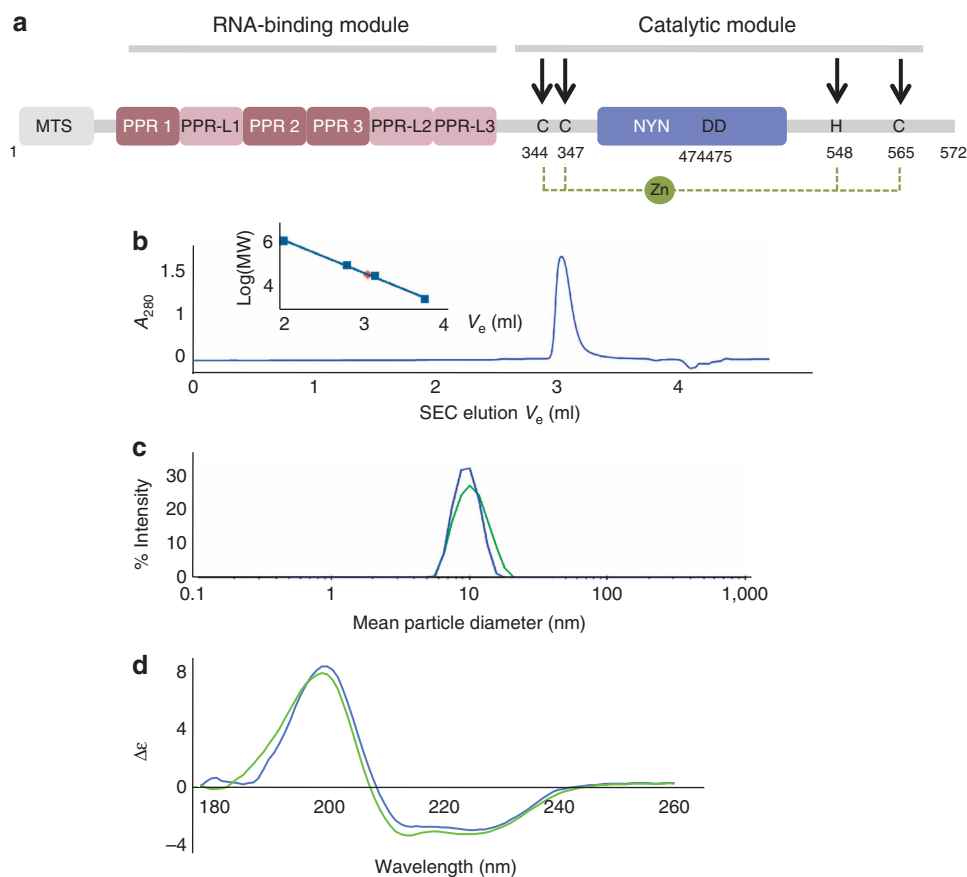 a
RNA-binding module Catalytic module
MTS PPR 1 PPR-L1 PPR 2 PPR 3 PPR-L2 PPR-L3 C C NYN DD H C
1 344 347 474475 548 565 572
Zn
b
Log(MW)
6
4
2 3 4
Ve (ml)
A280
1.5
1
0
0 1 2 3 4
SEC elution Ve (ml)
c
% Intensity
30
20
10
0
0.1 1 10 100 1,000
Mean particle diameter (nm)
d
Δε
8
4
0
–4
180 200 220 240 260
Wavelength (nm)